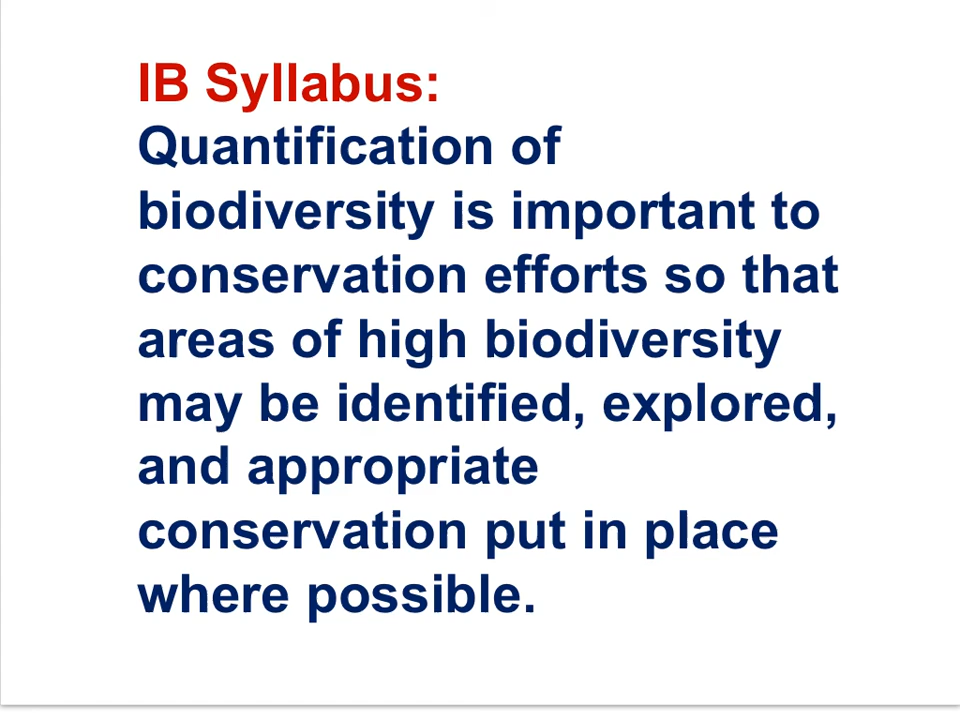 IB Syllabus:
Quantification of
biodiversity is important to
conservation efforts so that
areas of high biodiversity
may be identified, explored,
and appropriate
conservation put in place
where possible.